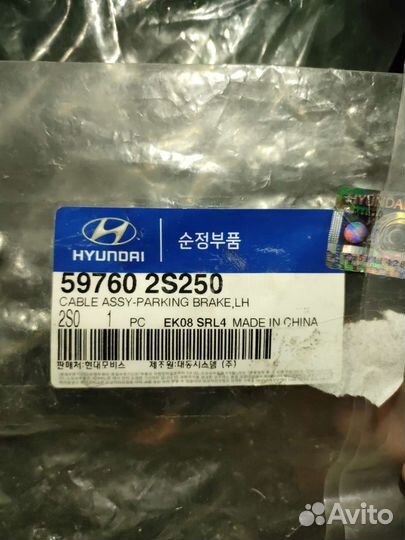 HYUNDAI
순정부품
HYUNDAI
59760 2S250
CABLE ASSY-PARKING BRAKE,LH
2S0 1 PC EK08 SRL4 MADE IN CHINA
판매처:현대모비스 제조원:대동시스템 (주)
Avito